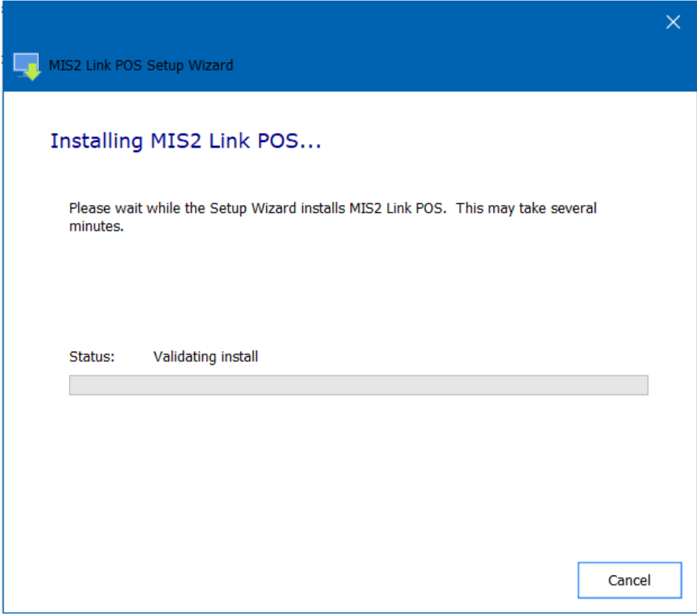 MIS2 Link POS Setup Wizard
Installing MIS2 Link POS...
Please wait while the Setup Wizard installs MIS2 Link POS.  This may take several
minutes.
Status: Validating install
Cancel